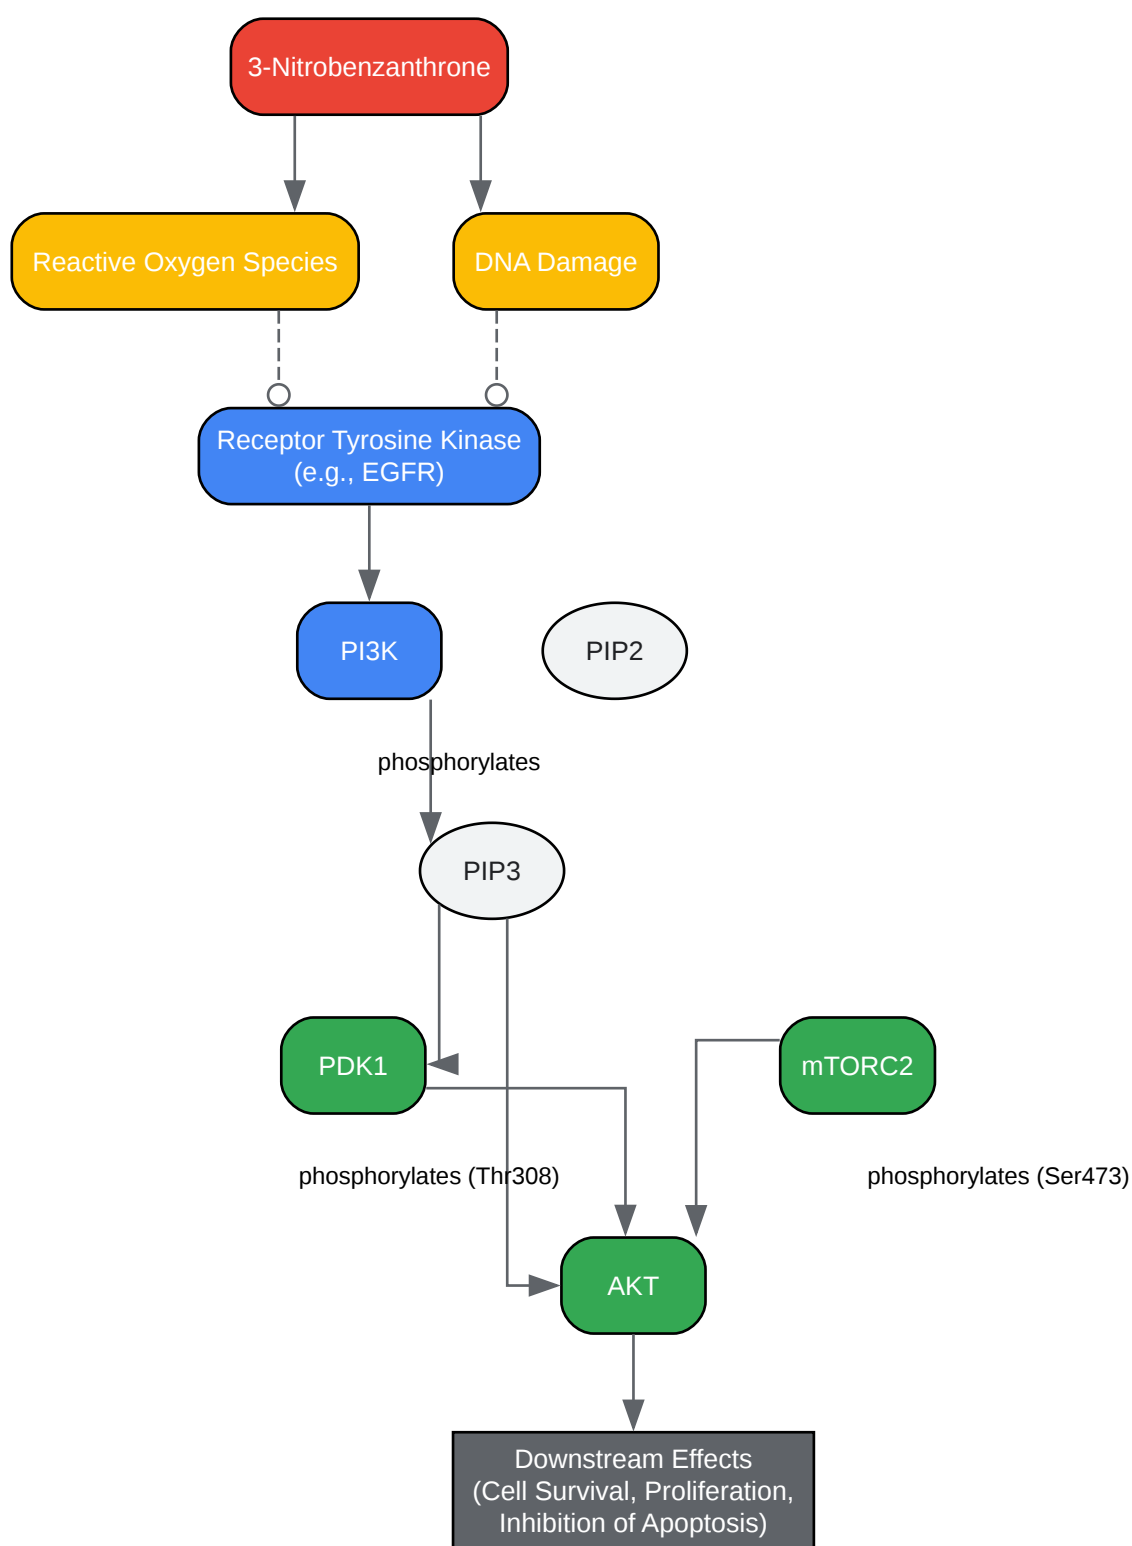 3-Nitrobenzanthrone
Reactive Oxygen Species
DNA Damage
Receptor Tyrosine Kinase
(e.g., EGFR)
PI3K
PIP2
phosphorylates
PIP3
PDK1
mTORC2
phosphorylates (Thr308)
phosphorylates (Ser473)
AKT
Downstream Effects
(Cell Survival, Proliferation,
Inhibition of Apoptosis)